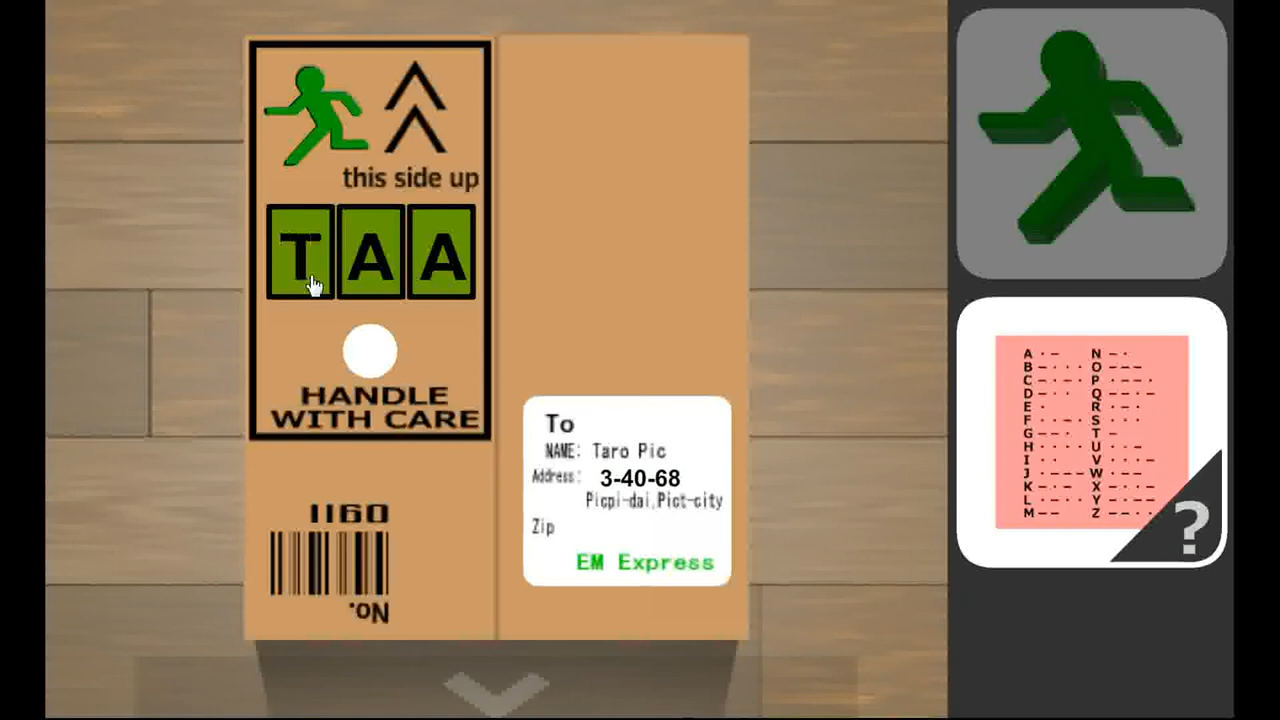 this side up
T A A
HANDLE
WITH CARE
No.
0911
To
NAME: Taro Pic
Address: 3-40-68
Picpi-dai,Pict-city
Zip
EM Express
A ·− N −·
B −··· O −−−
C −·−· P ·−−·
D −·· Q −−·−
E · R ·−·
F ··−· S ···
G −−· T −
H ···· U ··−
I ·· V ···−
J ·−−− W ·−−
K −·− X −··−
L ·−·· Y −·−−
M −− Z −−··
?